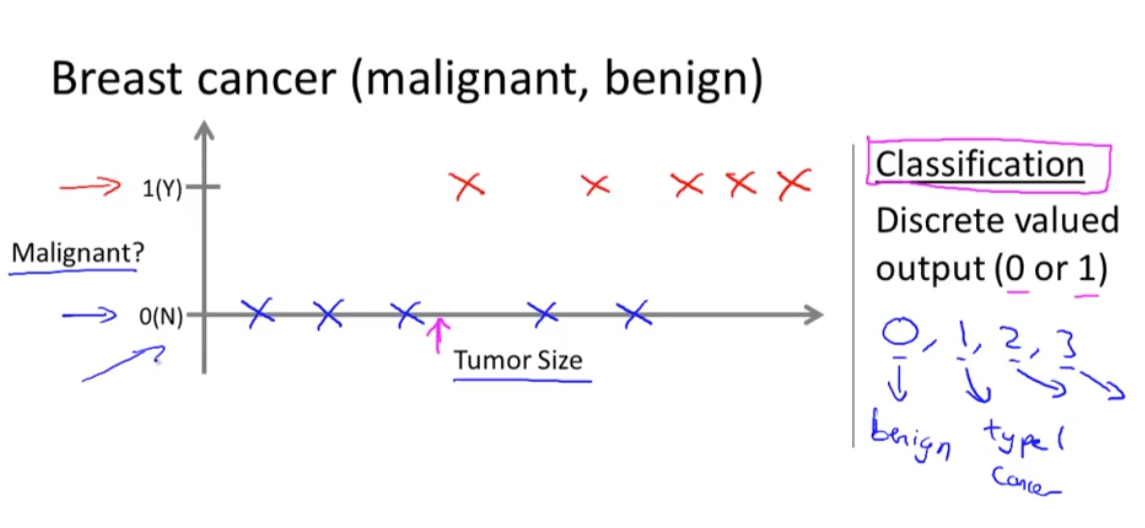 Breast cancer (malignant, benign)
1(Y)
Malignant?
0(N)
Tumor Size
Classification
Discrete valued
output (0 or 1)
0, 1, 2, 3
benign type 1
cancer